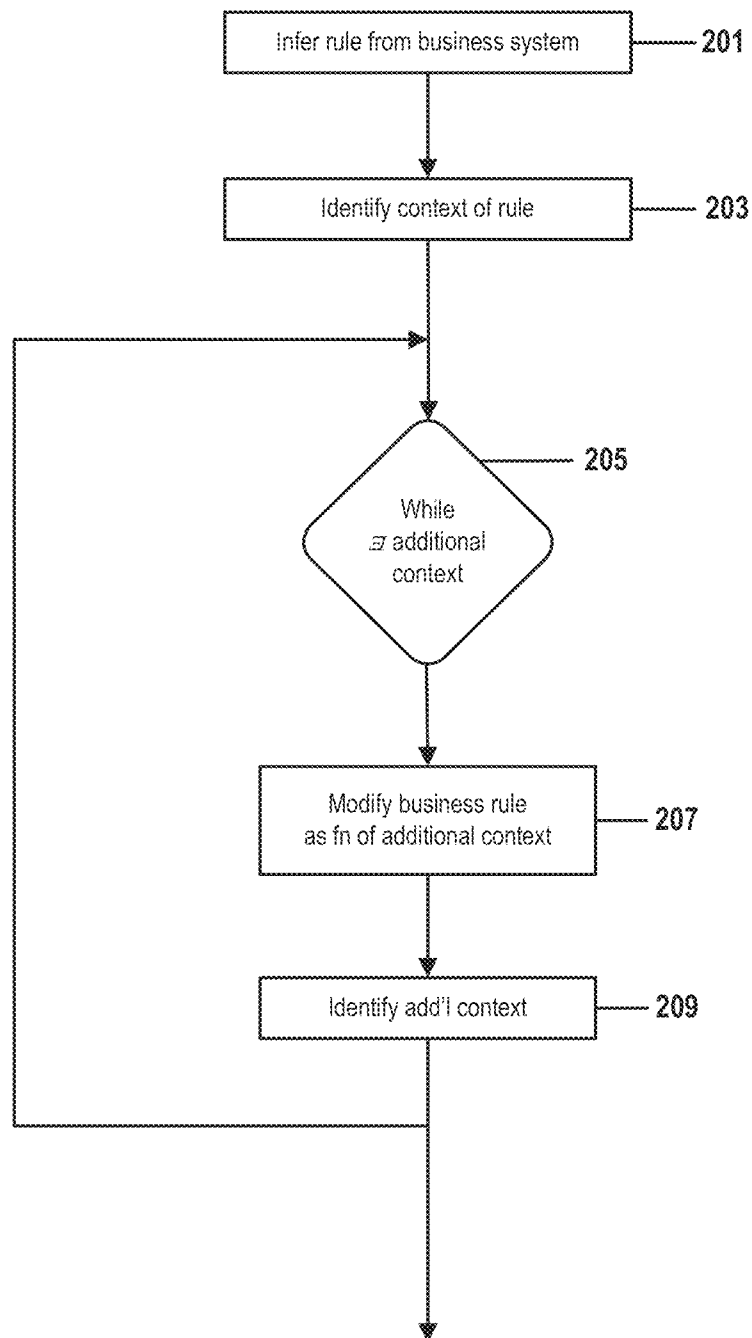 Infer rule from business system
201
Identify context of rule
203
205
While
∃ additional
context
Modify business rule
as fn of additional context
207
Identify add'l context
209